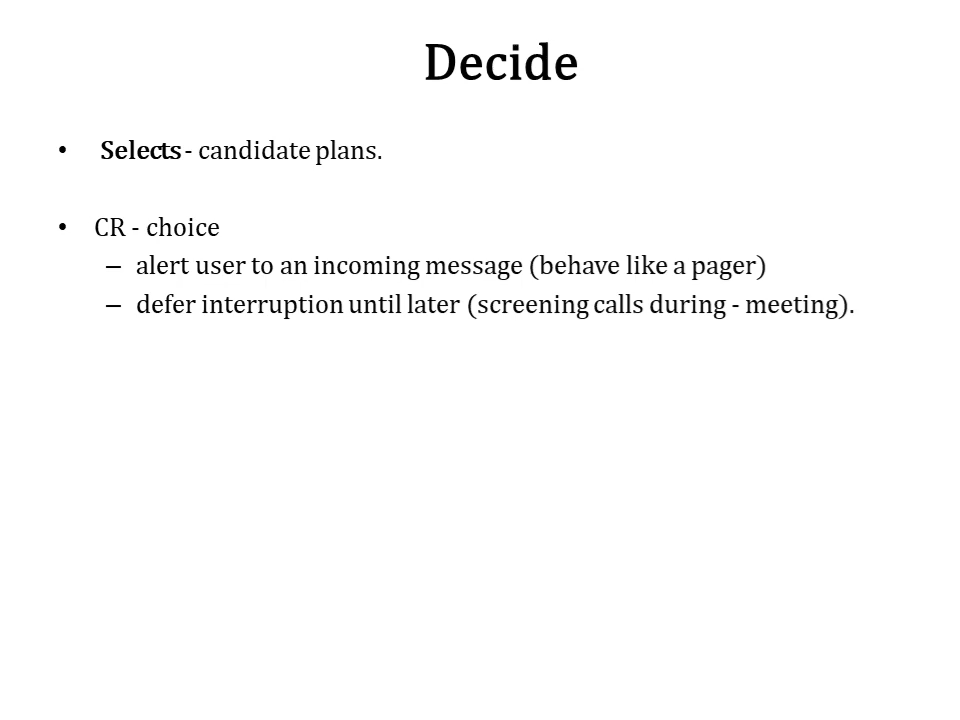 Decide
• Selects - candidate plans.
• CR - choice
– alert user to an incoming message (behave like a pager)
– defer interruption until later (screening calls during - meeting).